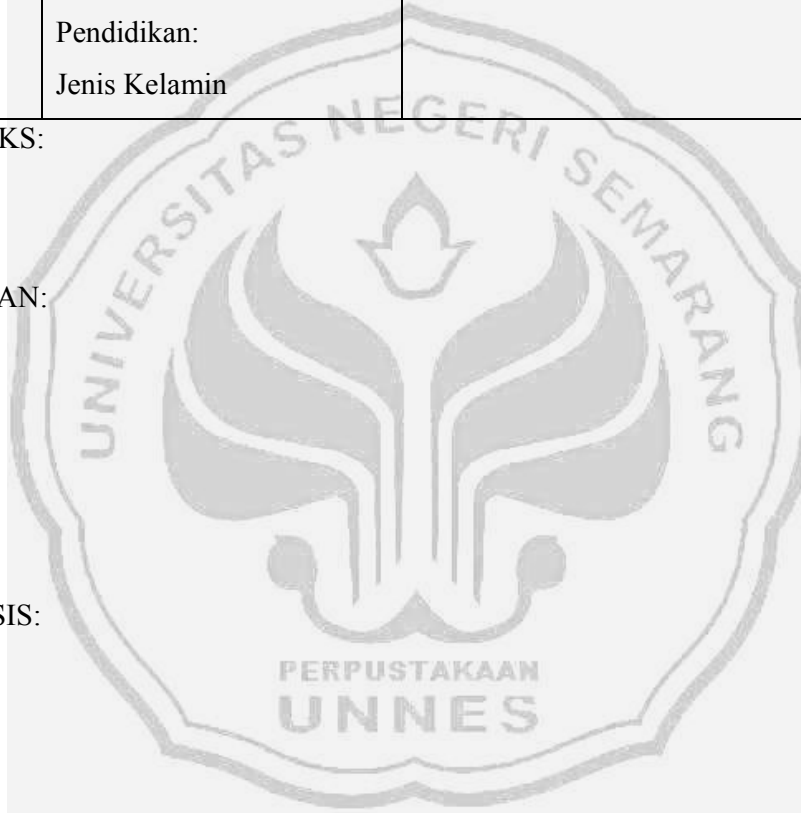 Pendidikan:
Jenis Kelamin
KS:
AN:
SIS:
UNIVERSITAS NEGERI SEMARANG
PERPUSTAKAAN
UNNES